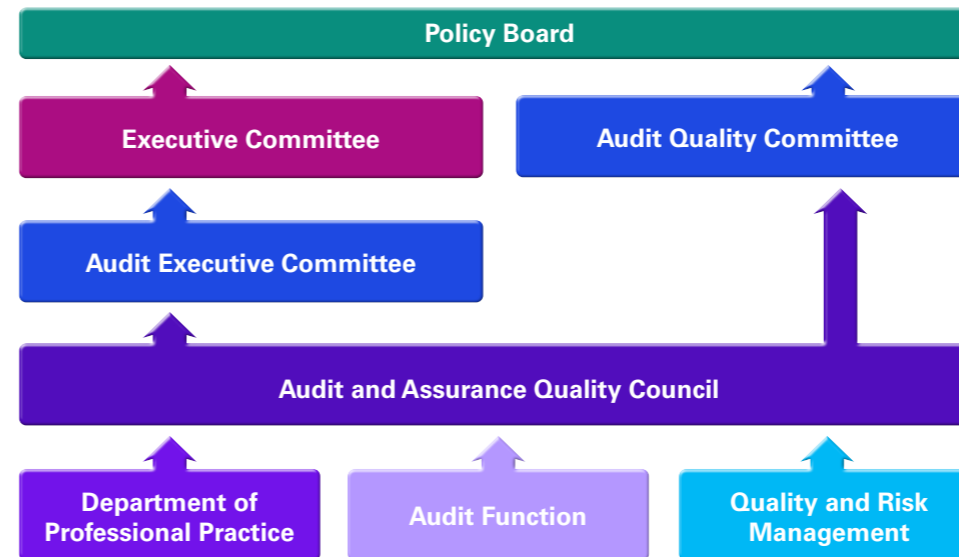 Policy Board
Executive Committee
Audit Quality Committee
Audit Executive Committee
Audit and Assurance Quality Council
Department of
Professional Practice
Audit Function
Quality and Risk
Management